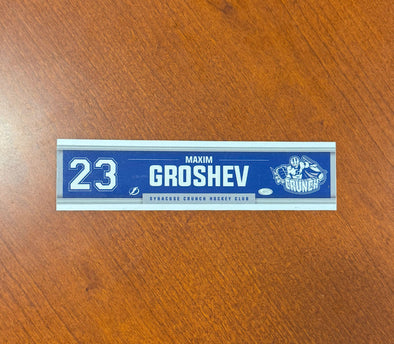 23
MAXIM
GROSHEV
CRUNCH
SYRACUSE CRUNCH HOCKEY CLUB